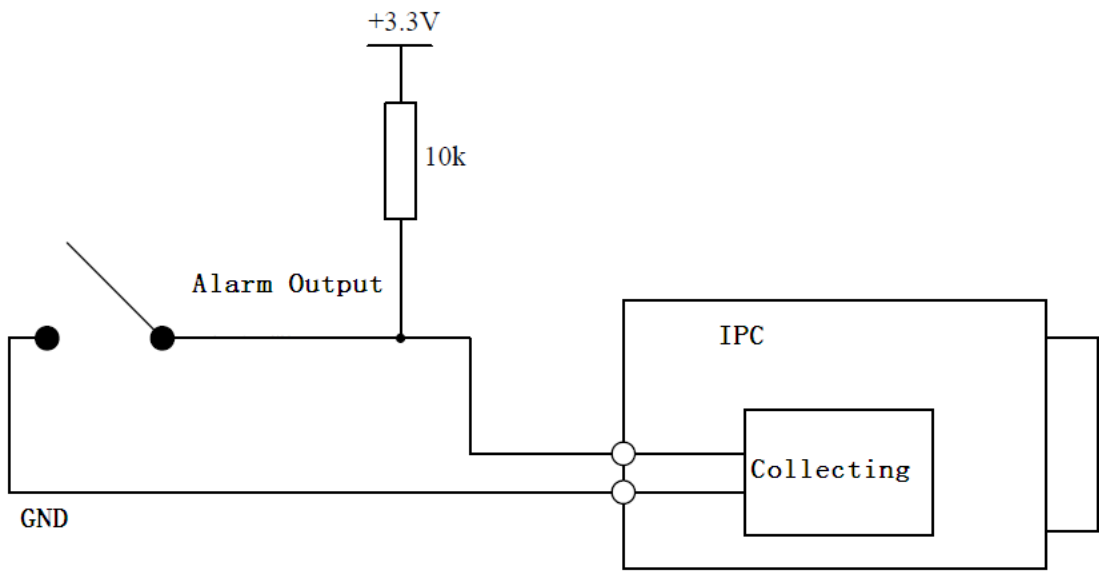 +3.3V
10k
Alarm Output
IPC
Collecting
GND